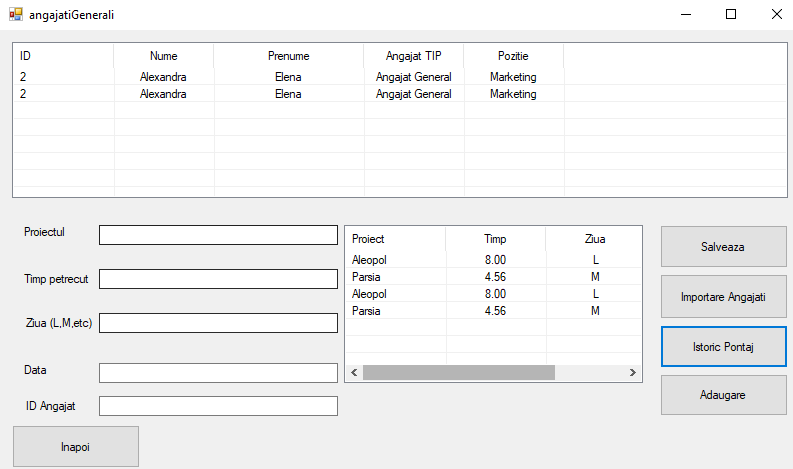 angajatiGenerali
ID Nume Prenume Angajat TIP Pozitie
2 Alexandra Elena Angajat General Marketing
2 Alexandra Elena Angajat General Marketing
Proiectul
Timp petrecut
Ziua (L,M,etc)
Data
ID Angajat
Inapoi
Proiect Timp Ziua
Aleopol 8.00 L
Parsia 4.56 M
Aleopol 8.00 L
Parsia 4.56 M
Salveaza
Importare Angajati
Istoric Pontaj
Adaugare